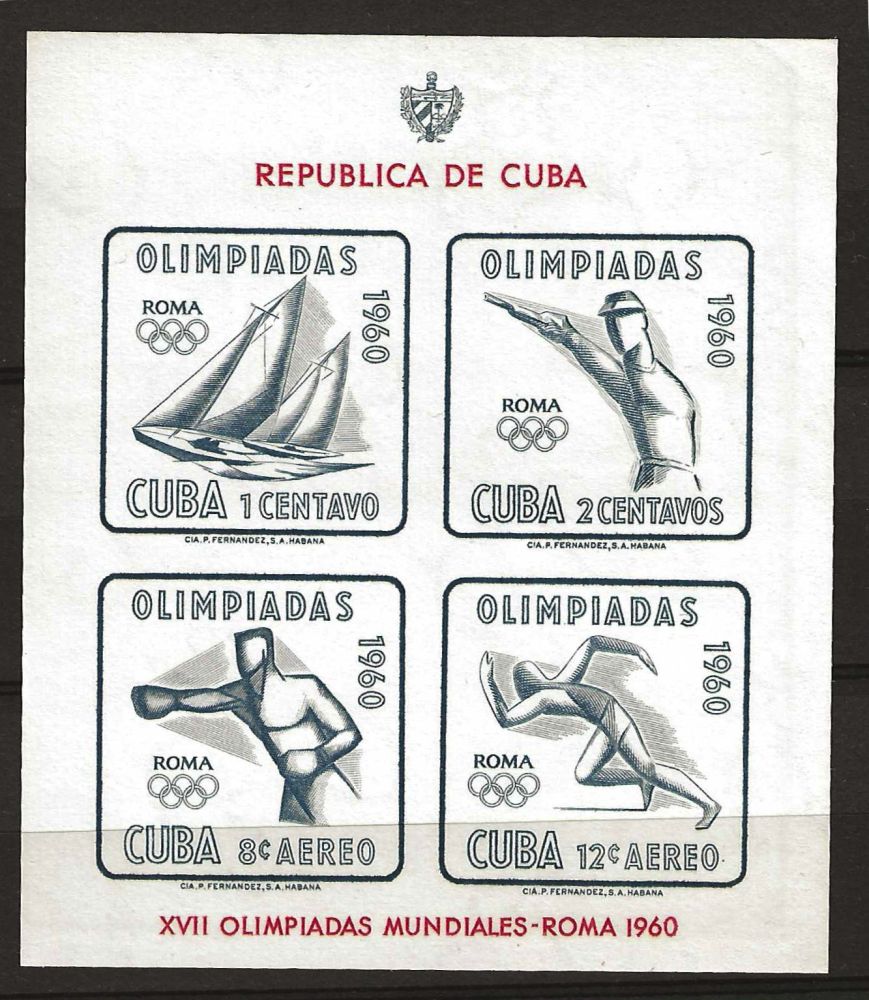 REPUBLICA DE CUBA
OLIMPIADAS
ROMA
1960
CUBA 1 CENTAVO
CIA. P. FERNANDEZ, S. A. HABANA
OLIMPIADAS
1960
ROMA
CUBA 2 CENTAVOS
CIA. P. FERNANDEZ, S. A. HABANA
OLIMPIADAS
1960
ROMA
CUBA 8¢ AEREO
CIA. P. FERNANDEZ, S. A. HABANA
OLIMPIADAS
1960
ROMA
CUBA 12¢ AEREO
CIA. P. FERNANDEZ, S. A. HABANA
XVII OLIMPIADAS MUNDIALES-ROMA 1960